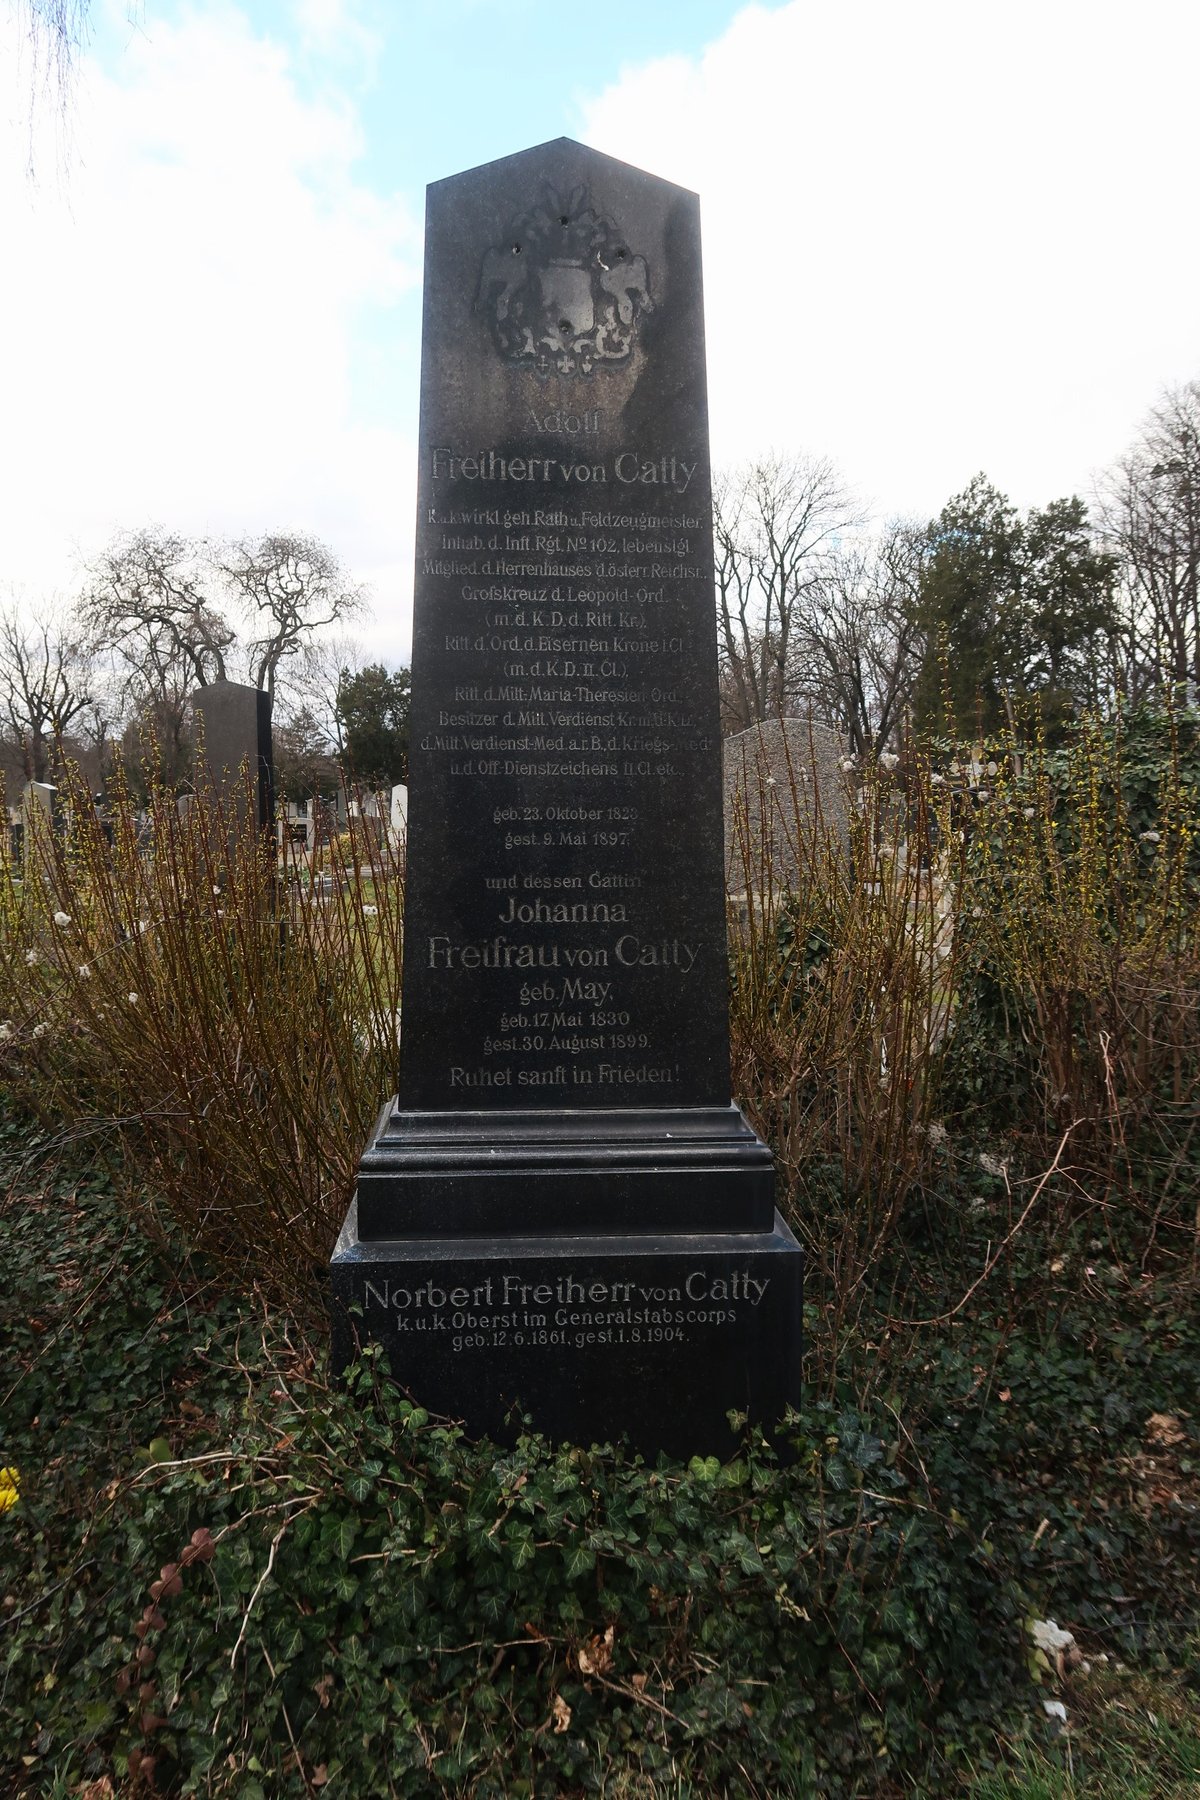 Adolf
Freiherr von Catty
k.u.k. wirkl. geh. Rath u. Feldzeugmeister,
Inhab. d. Inft. Rgt. No 102, lebenslgl.
Mitglied d. Herrenhauses d. österr. Reichsr.,
Grofskreuz d. Leopold-Ord.
(m.d.K.D.d. Ritt. Kr.),
Ritt. d. Ord. d. Eisernen Krone I Cl
(m.d.K.D. II. Cl.),
Ritt. d. Milit.-Maria-Theresien-Ord.,
Besitzer d. Milit. Verdienst Kr. m.d. K.D.,
d. Milit. Verdienst-Med. a.r.B., d. Kriegs-Med.
u.d. Off.-Dienstzeichens II. Cl. etc.,
geb. 23. Oktober 1823
gest. 9. Mai 1897,
und dessen Gattin
Johanna
Freifrau von Catty
geb. May,
geb. 17. Mai 1830
gest. 30. August 1899.
Ruhet sanft in Frieden!
Norbert Freiherr von Catty
k.u.k. Oberst im Generalstabscorps
geb. 12.6.1861, gest. 1.8.1904.